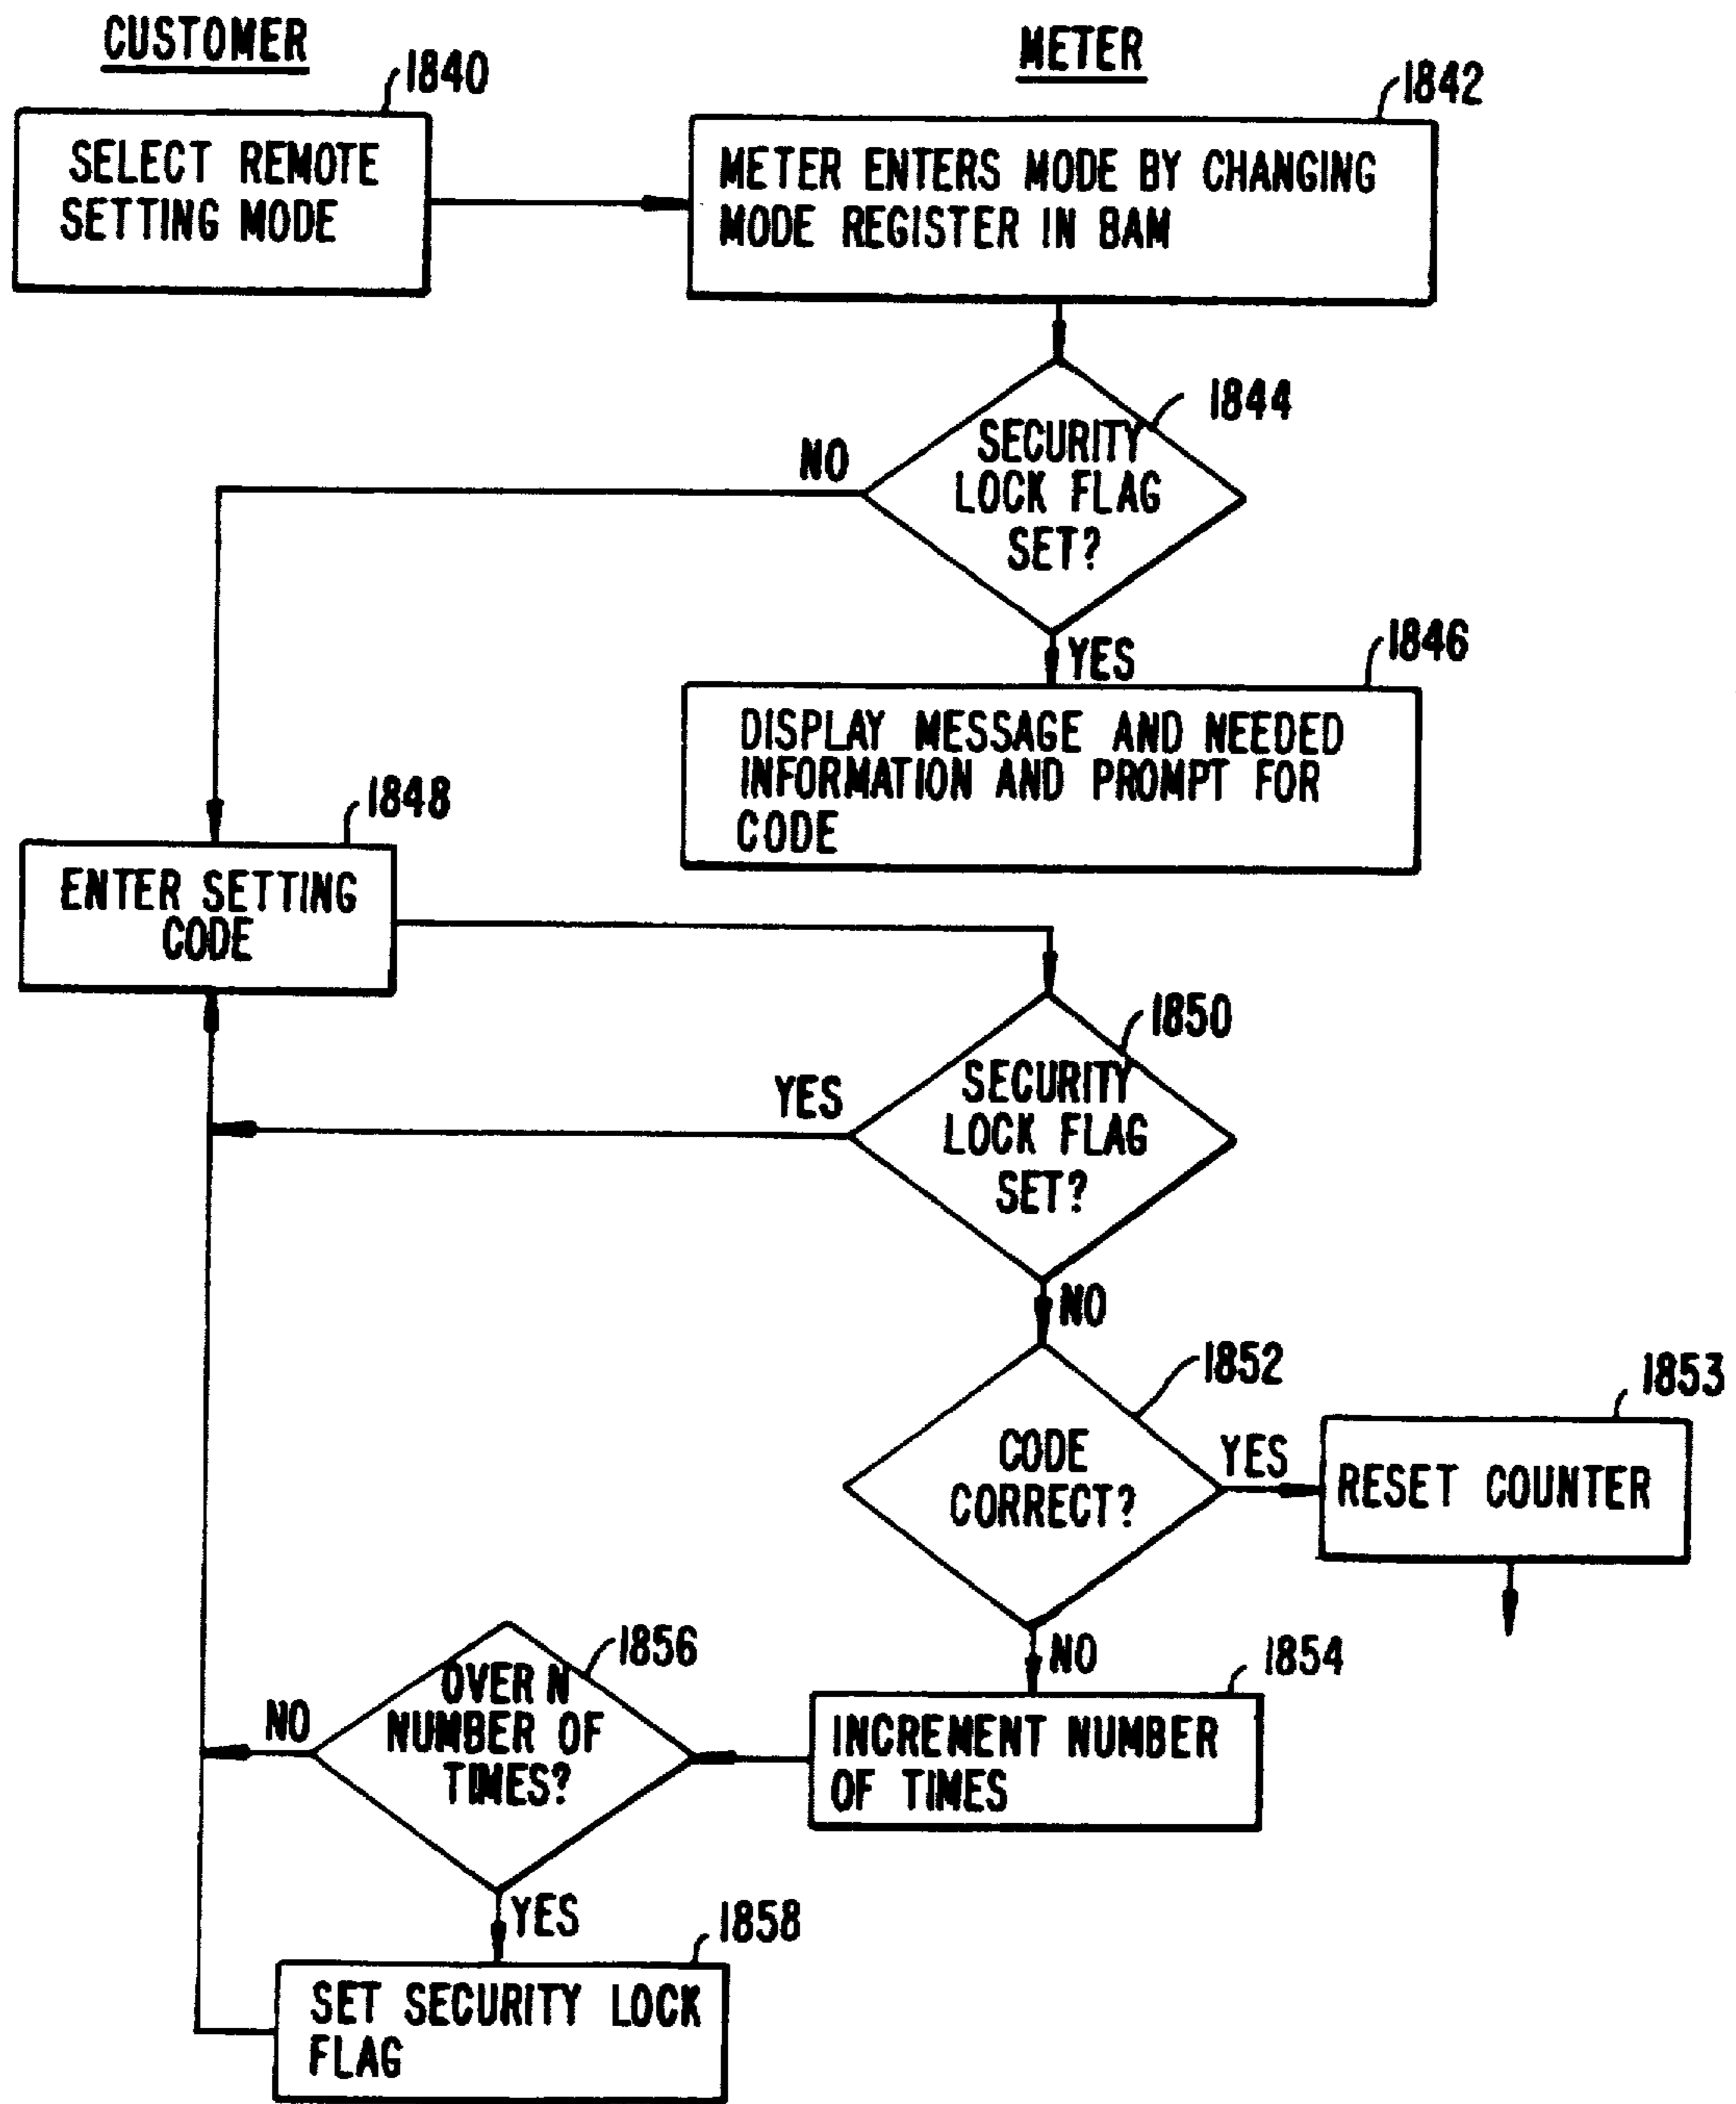 CUSTOMER
METER
1840
1842
SELECT REMOTE
SETTING MODE
METER ENTERS MODE BY CHANGING
MODE REGISTER IN BAM
1844
SECURITY
LOCK FLAG
SET?
NO
YES
1846
DISPLAY MESSAGE AND NEEDED
INFORMATION AND PROMPT FOR
CODE
1848
ENTER SETTING
CODE
1850
SECURITY
LOCK FLAG
SET?
YES
NO
1852
CODE
CORRECT?
YES
1853
RESET COUNTER
NO
1854
INCREMENT NUMBER
OF TIMES
1856
OVER N
NUMBER OF
TIMES?
NO
YES
1858
SET SECURITY LOCK
FLAG